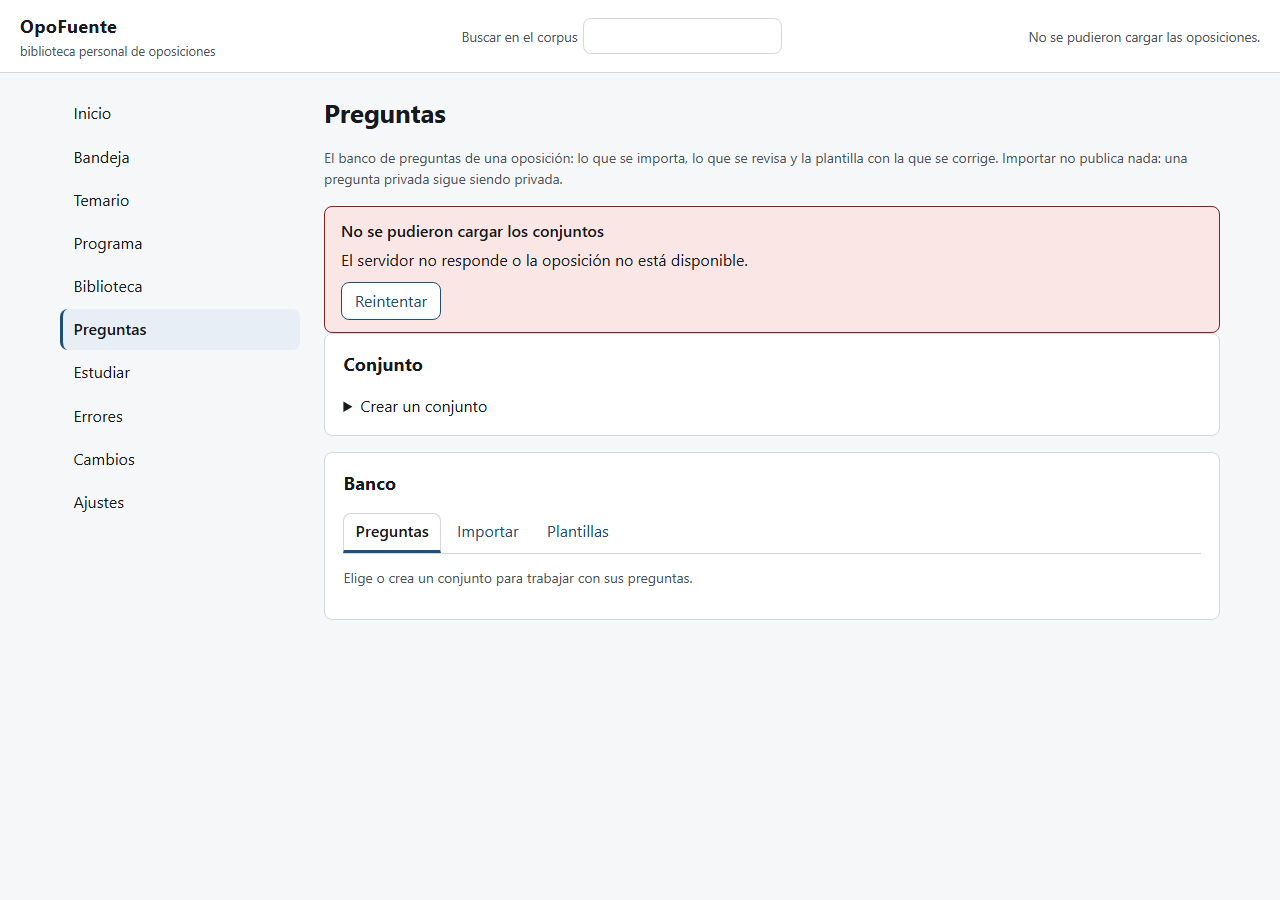 OpoFuente
biblioteca personal de oposiciones
Buscar en el corpus
No se pudieron cargar las oposiciones.
Inicio
Bandeja
Temario
Programa
Biblioteca
Preguntas
Estudiar
Errores
Cambios
Ajustes
Preguntas
El banco de preguntas de una oposición: lo que se importa, lo que se revisa y la plantilla con la que se corrige. Importar no publica nada: una
pregunta privada sigue siendo privada.
No se pudieron cargar los conjuntos
El servidor no responde o la oposición no está disponible.
Reintentar
Conjunto
Crear un conjunto
Banco
Preguntas Importar Plantillas
Elige o crea un conjunto para trabajar con sus preguntas.